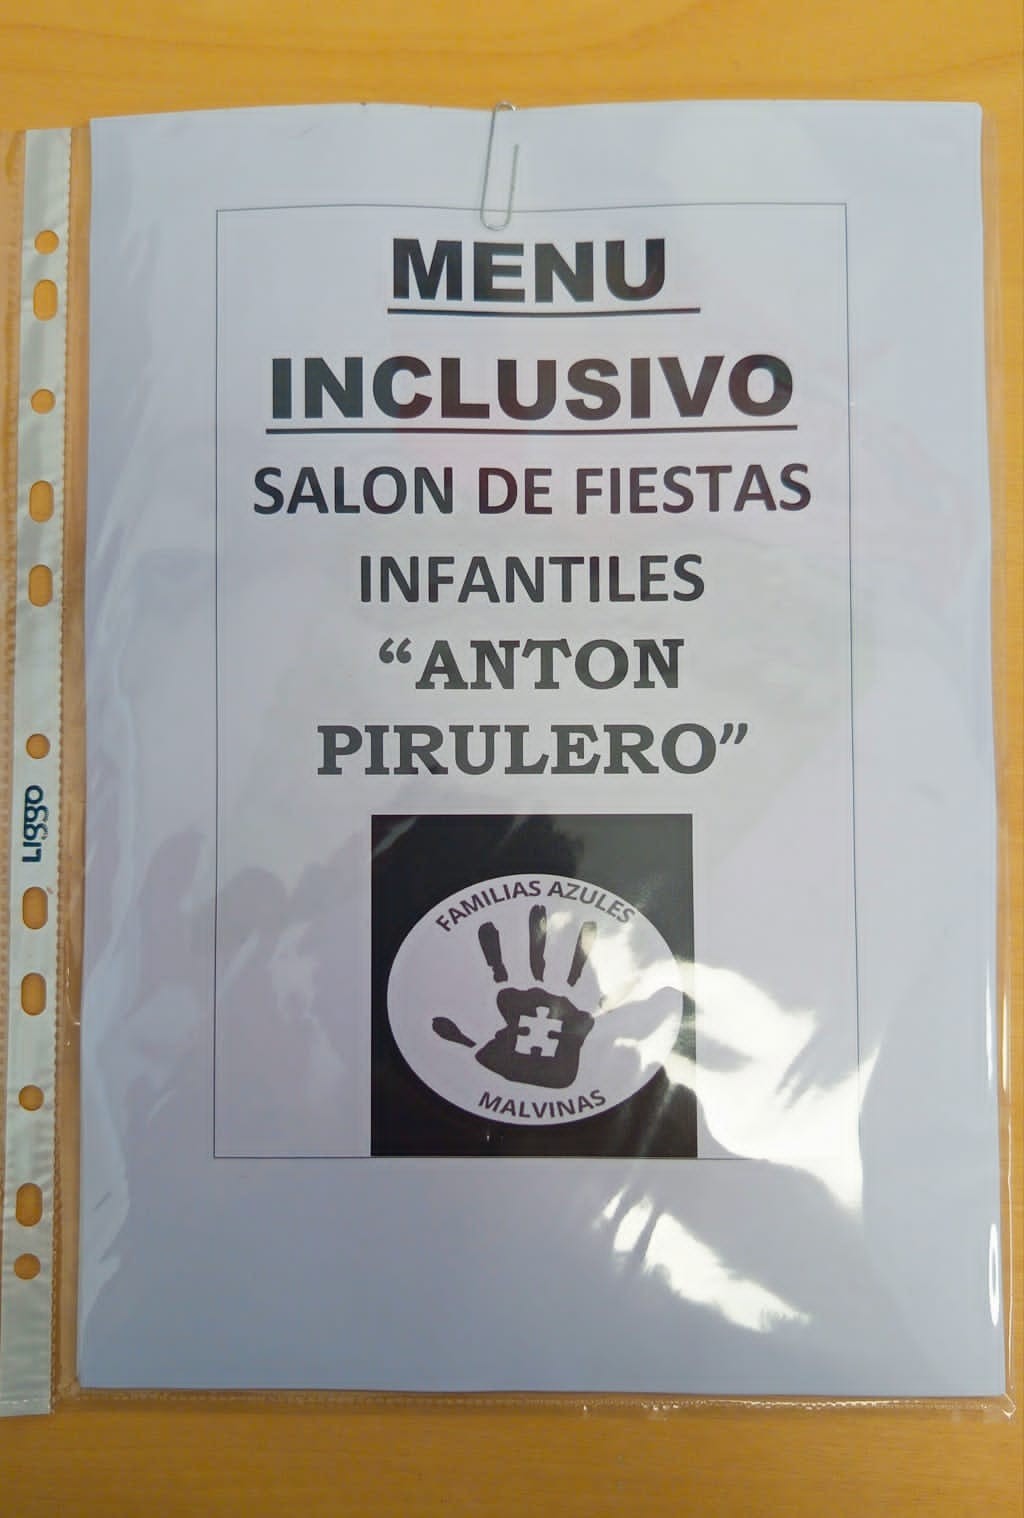 MENU
INCLUSIVO
SALON DE FIESTAS
INFANTILES
“ANTON
PIRULERO”
FAMILIAS AZULES
MALVINAS
Liggo